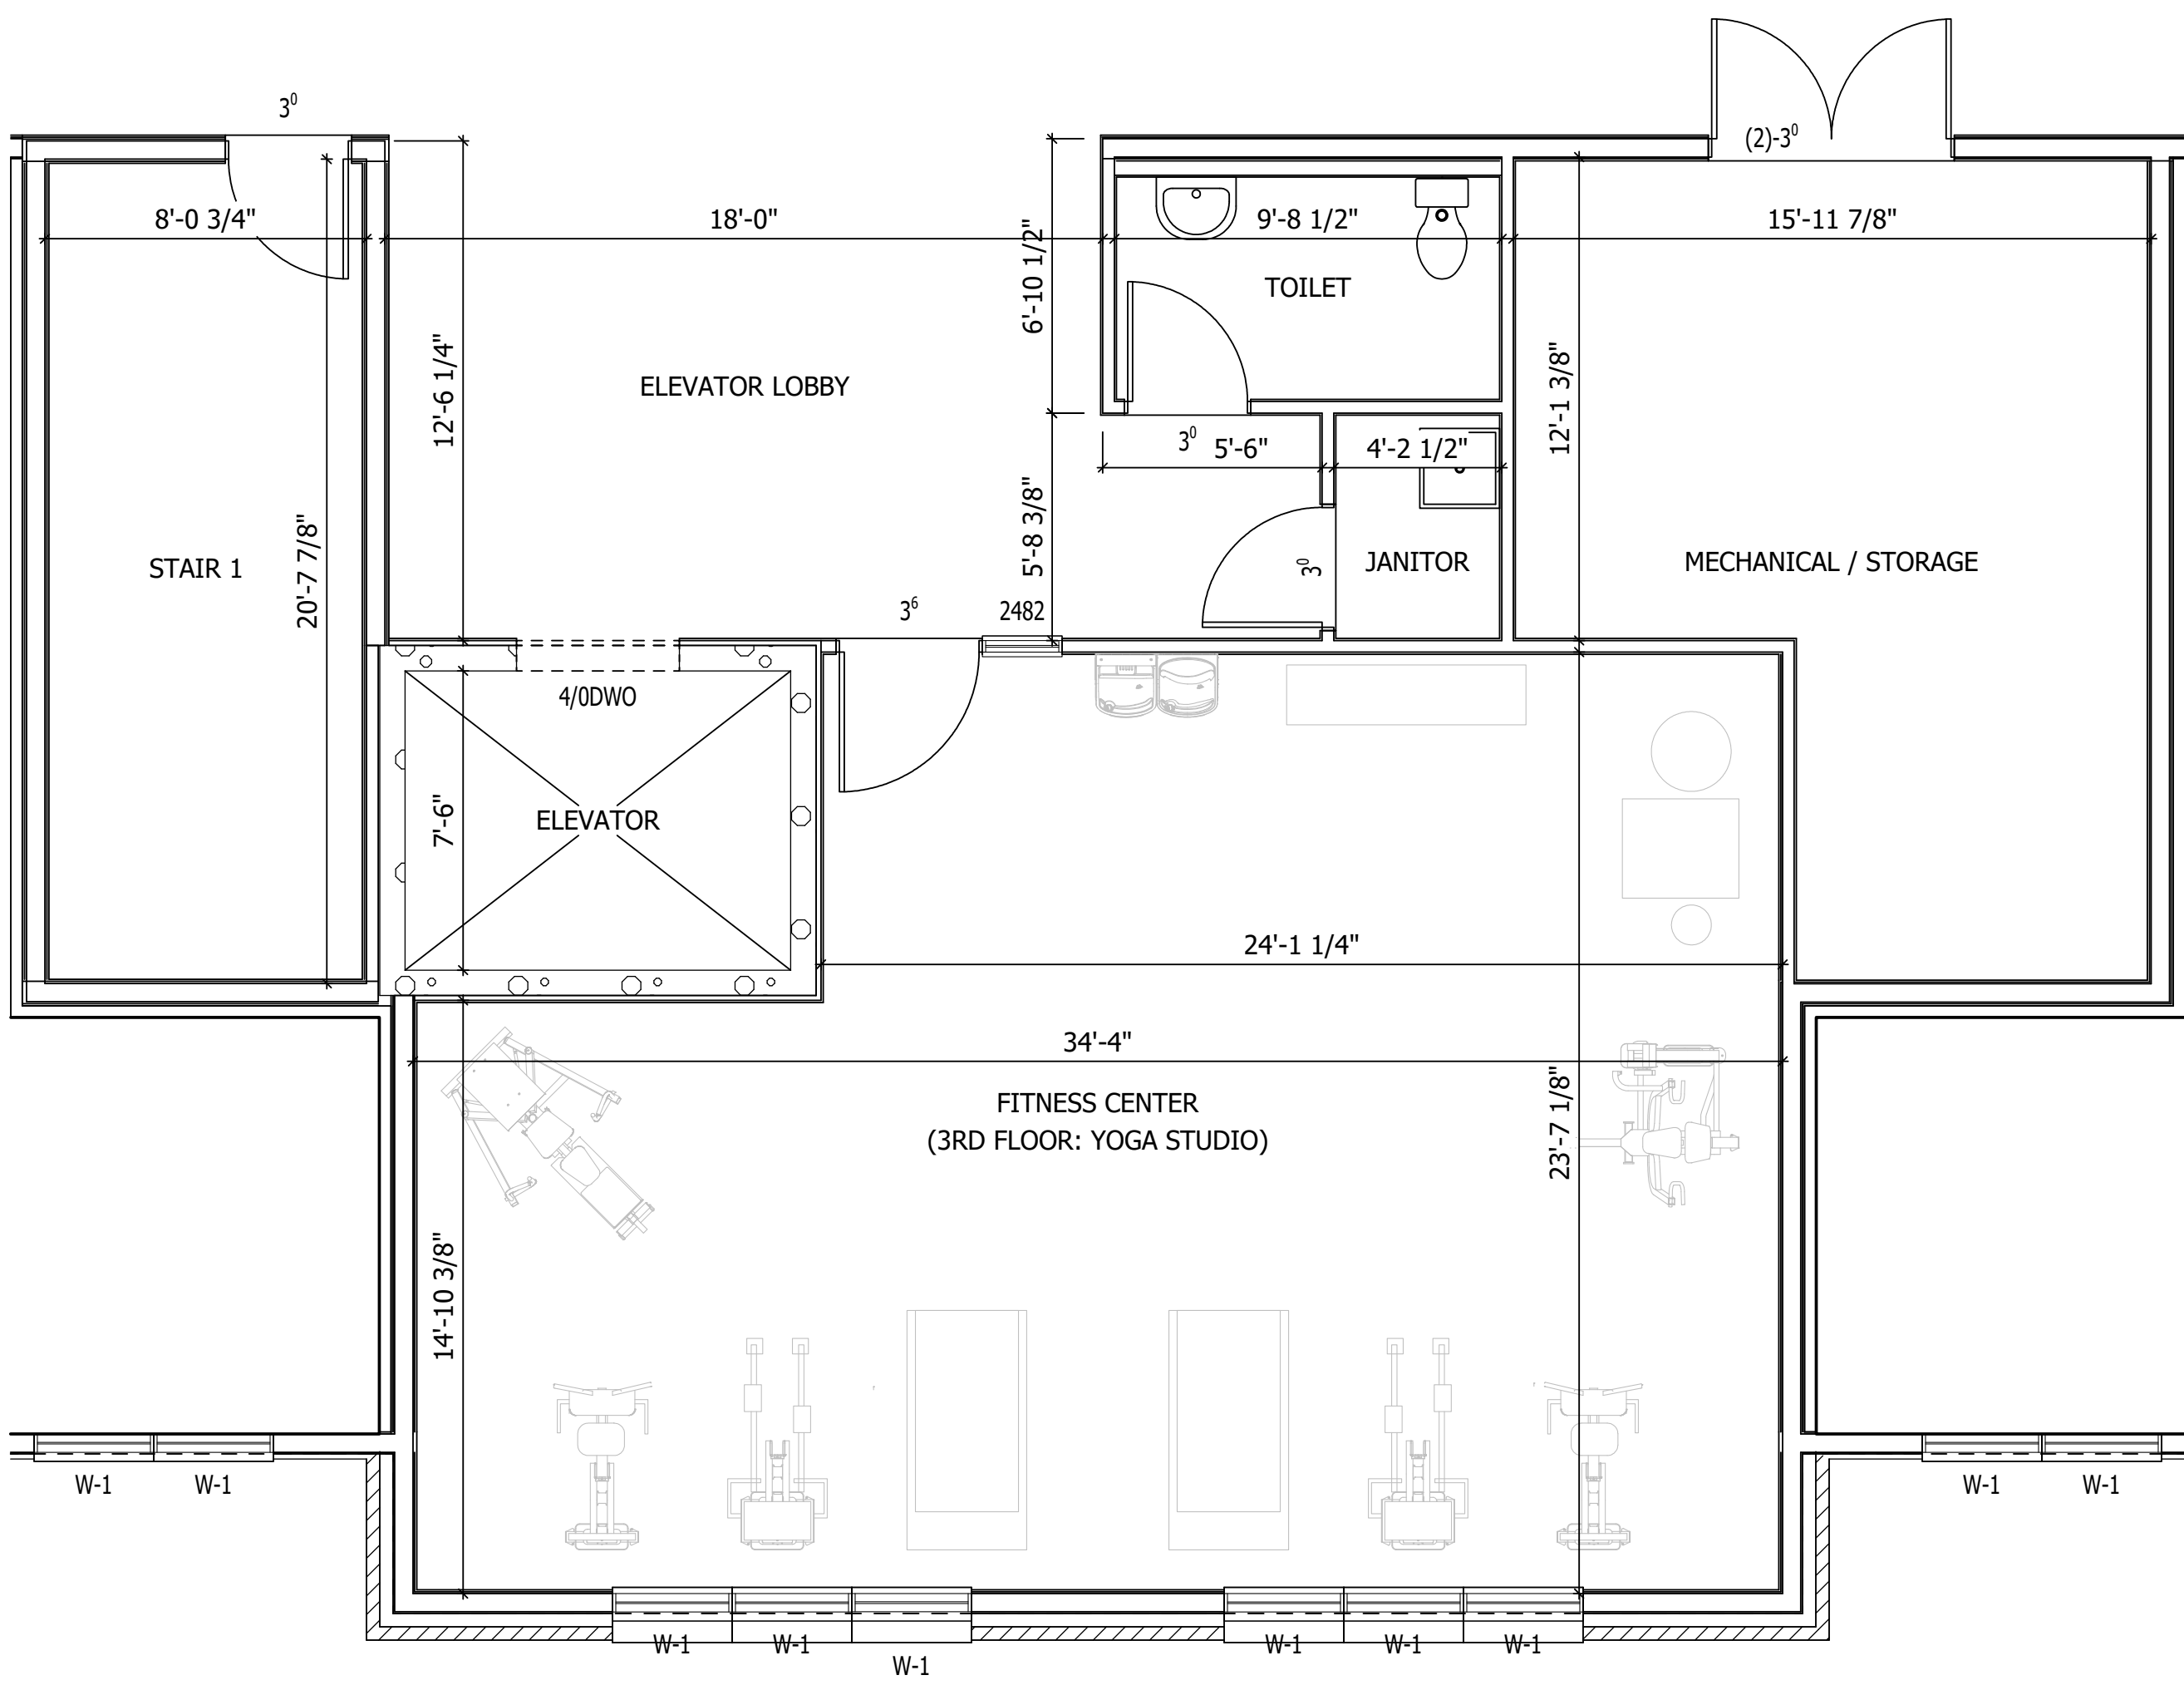 3⁰
(2)-3⁰
8'-0 3/4"
18'-0"
9'-8 1/2"
15'-11 7/8"
6'-10 1/2"
TOILET
12'-6 1/4"
ELEVATOR LOBBY
12'-1 3/8"
3⁰
5'-6"
4'-2 1/2"
5'-8 3/8"
20'-7 7/8"
STAIR 1
3⁰
JANITOR
MECHANICAL / STORAGE
3⁶
2482
4/0DWO
7'-6"
ELEVATOR
24'-1 1/4"
34'-4"
FITNESS CENTER
(3RD FLOOR: YOGA STUDIO)
23'-7 1/8"
14'-10 3/8"
W-1
W-1
W-1
W-1
W-1
W-1
W-1
W-1
W-1
W-1